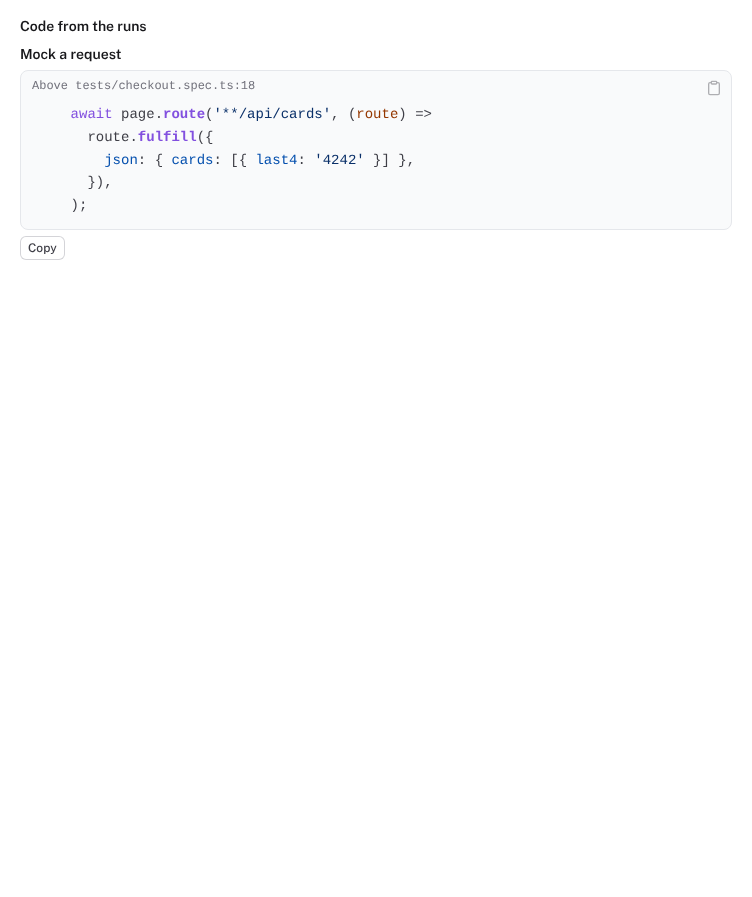 Code from the runs
Mock a request
Above tests/checkout.spec.ts:18
await page.route('**/api/cards', (route) =>
  route.fulfill({
    json: { cards: [{ last4: '4242' }] },
  }),
);
Copy